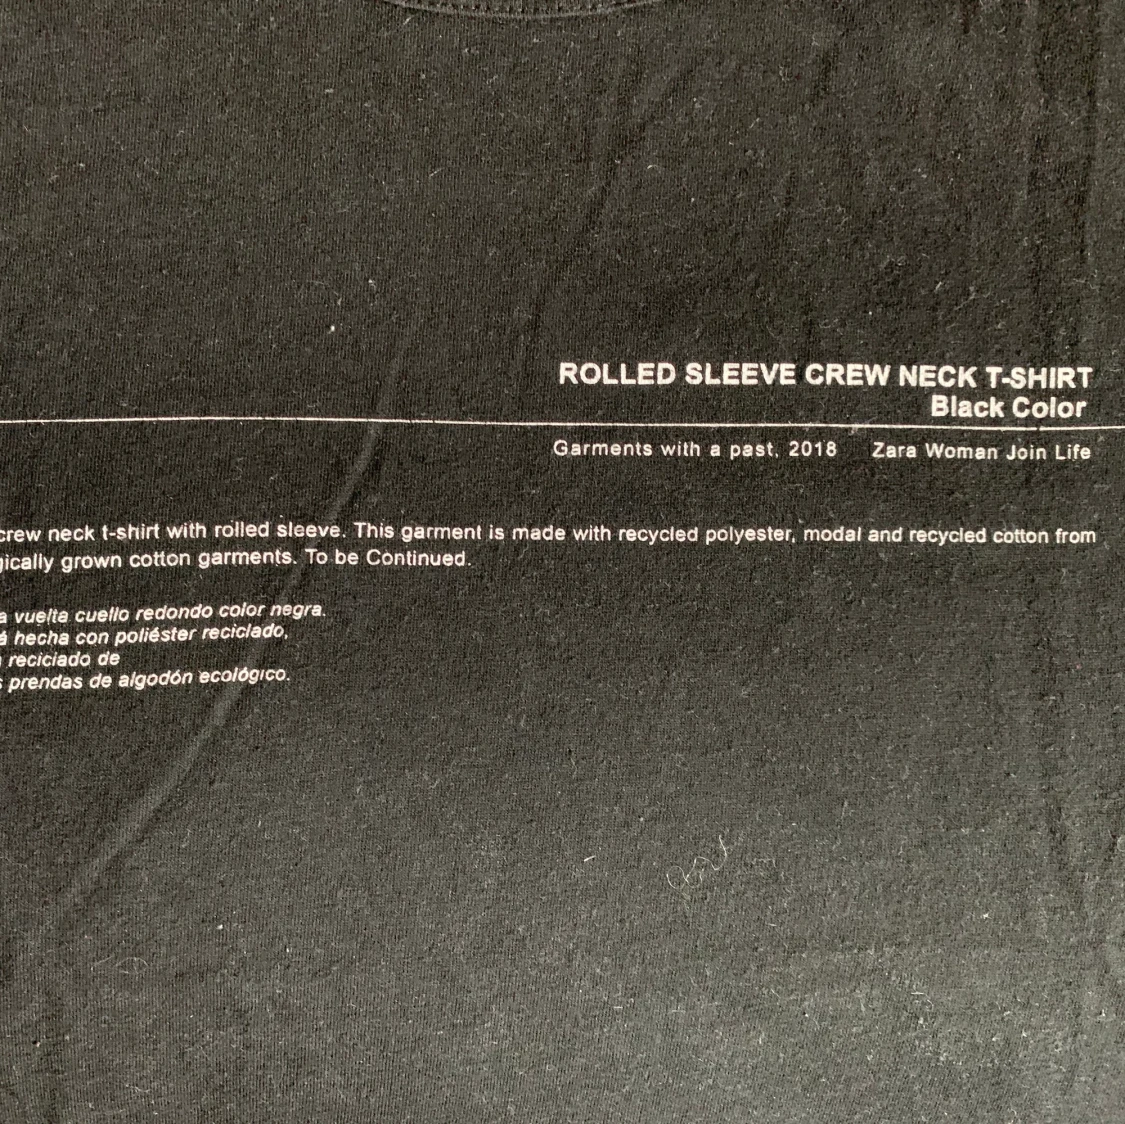 ROLLED SLEEVE CREW NECK T-SHIRT
Black Color
Garments with a past, 2018 Zara Woman Join Life
crew neck t-shirt with rolled sleeve. This garment is made with recycled polyester, modal and recycled cotton from
gically grown cotton garments. To be Continued.
a vuelta cuello redondo color negra.
á hecha con poliéster reciclado,
reciclado de
s prendas de algodón ecológico.